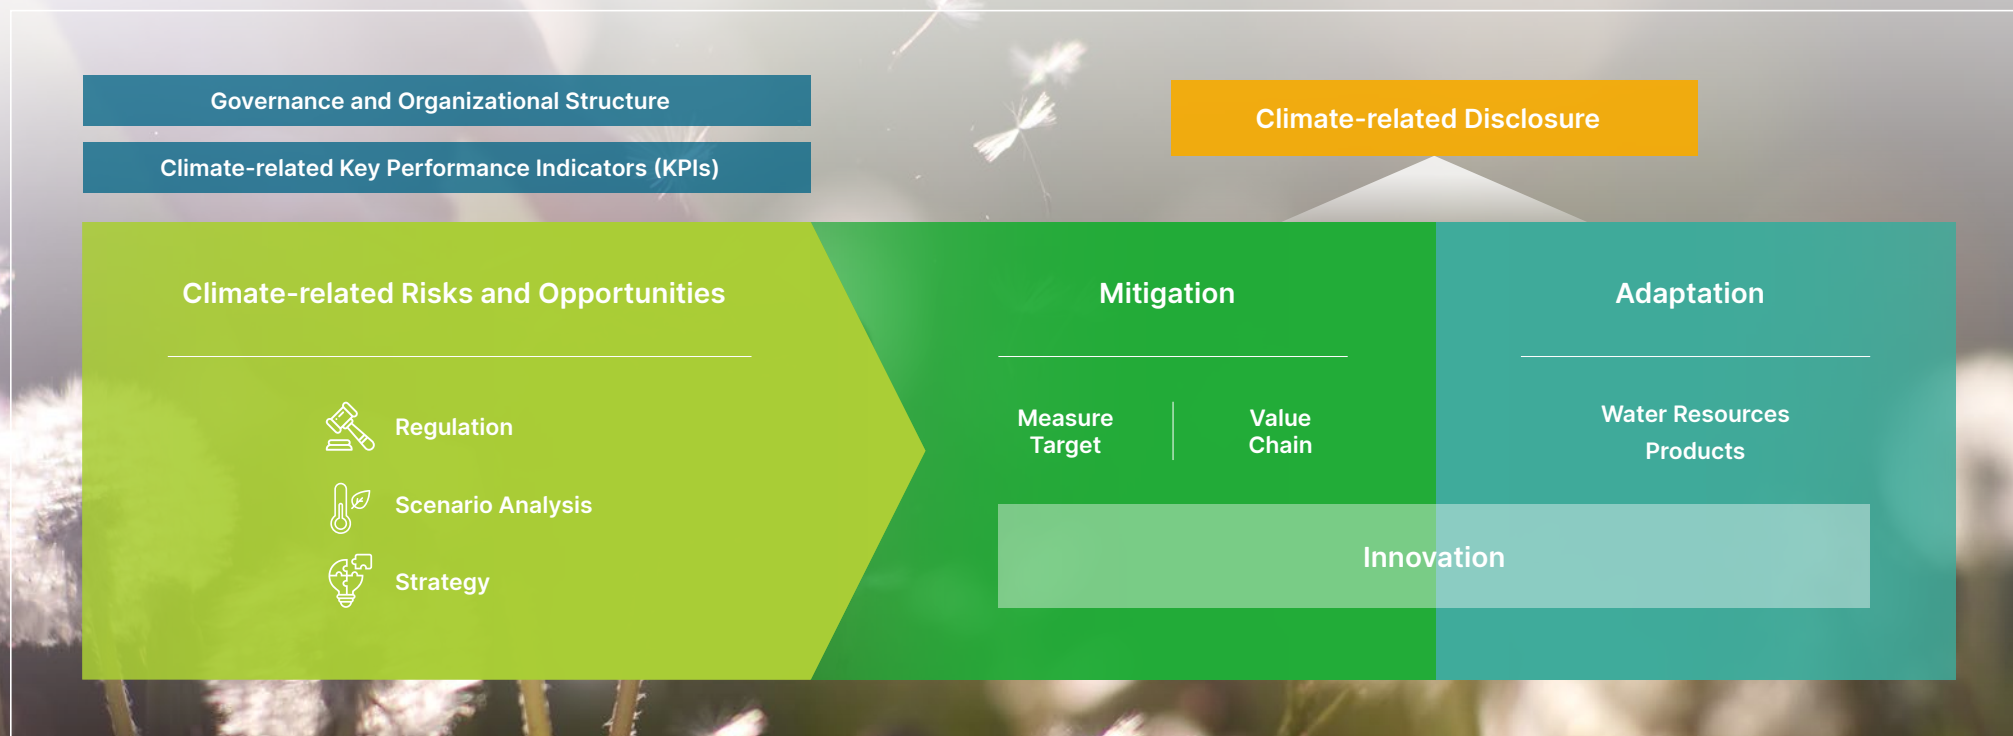 Governance and Organizational Structure
Climate-related Key Performance Indicators (KPIs)
Climate-related Disclosure
Climate-related Risks and Opportunities
Regulation
Scenario Analysis
Strategy
Mitigation
Measure
Target
Value
Chain
Adaptation
Water Resources
Products
Innovation